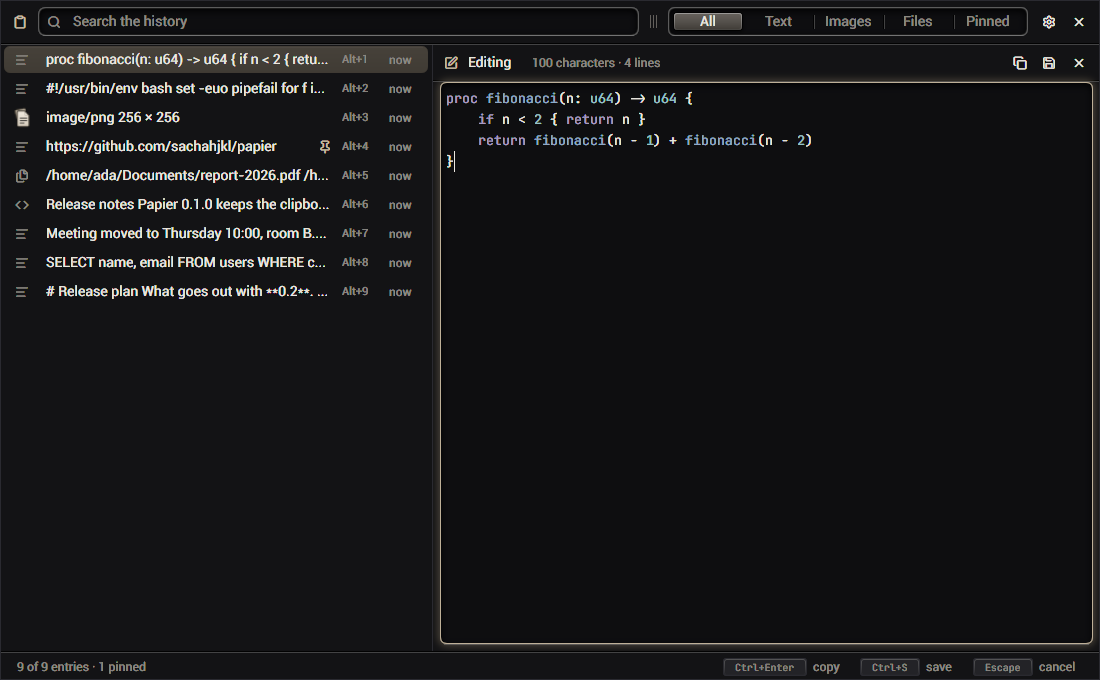 Search the history
All Text Images Files Pinned
proc fibonacci(n: u64) -> u64 { if n < 2 { retu... Alt+1 now
#!/usr/bin/env bash set -euo pipefail for f i... Alt+2 now
image/png 256 × 256 Alt+3 now
https://github.com/sachahjkl/papier Alt+4 now
/home/ada/Documents/report-2026.pdf /h... Alt+5 now
Release notes Papier 0.1.0 keeps the clipbo... Alt+6 now
Meeting moved to Thursday 10:00, room B.... Alt+7 now
SELECT name, email FROM users WHERE c... Alt+8 now
# Release plan What goes out with **0.2**. ... Alt+9 now
Editing 100 characters · 4 lines
proc fibonacci(n: u64) -> u64 {
    if n < 2 { return n }
    return fibonacci(n - 1) + fibonacci(n - 2)
}
9 of 9 entries · 1 pinned
Ctrl+Enter copy Ctrl+S save Escape cancel